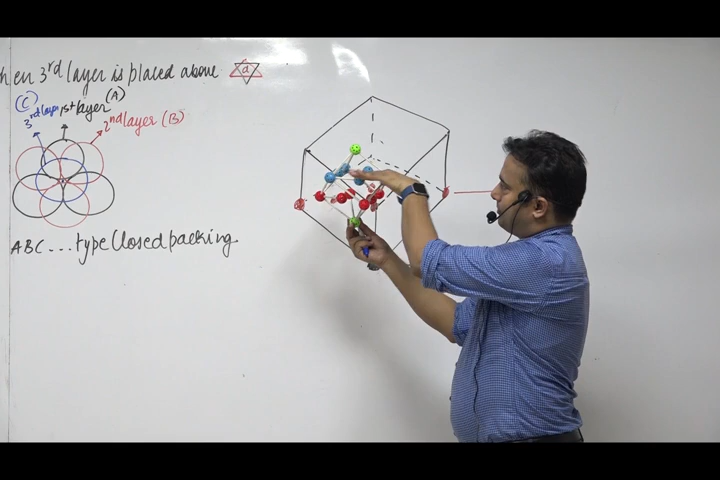 hen 3rd layer is placed above a
(C) 3rd layer
1st layer (A)
2nd layer (B)
ABC ... type Closed packing